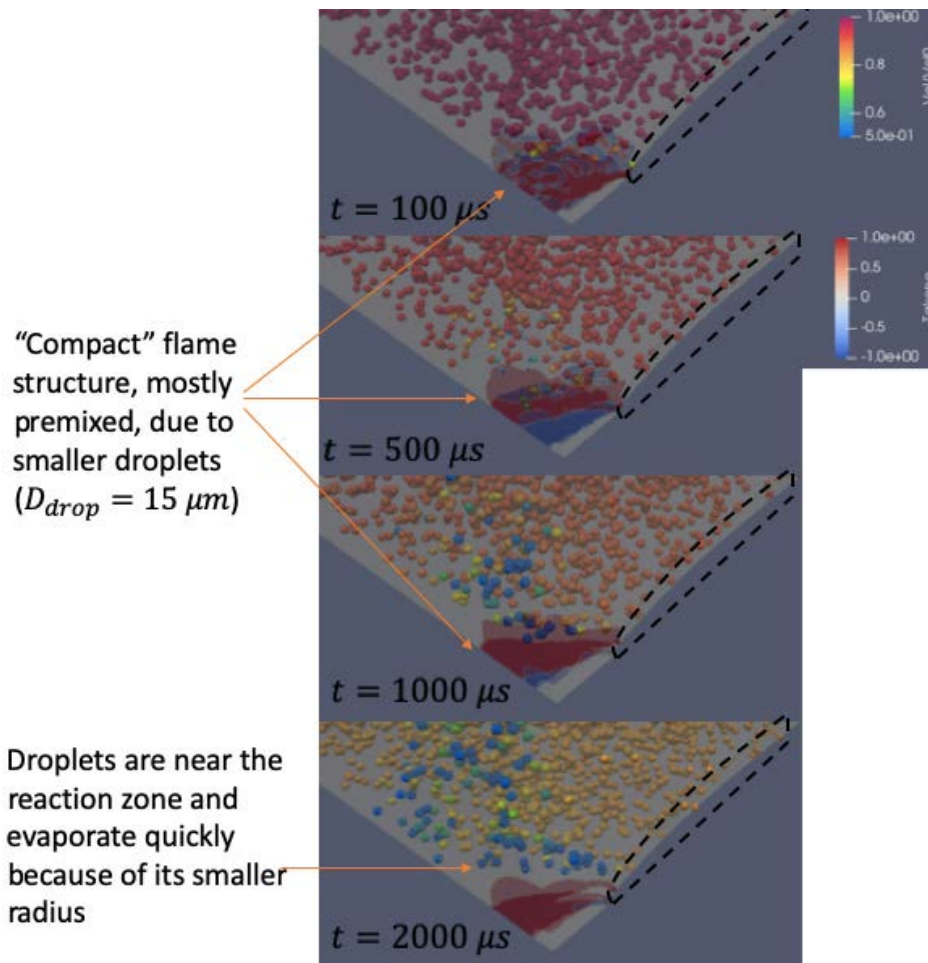 1.0e+00
0.8
0.6
5.0e-01
t = 100 μs
1.0e+00
0.5
0
-0.5
-1.0e+00
“Compact” flame
structure, mostly
premixed, due to
smaller droplets
(D_drop = 15 μm)
t = 500 μs
t = 1000 μs
Droplets are near the
reaction zone and
evaporate quickly
because of its smaller
radius
t = 2000 μs